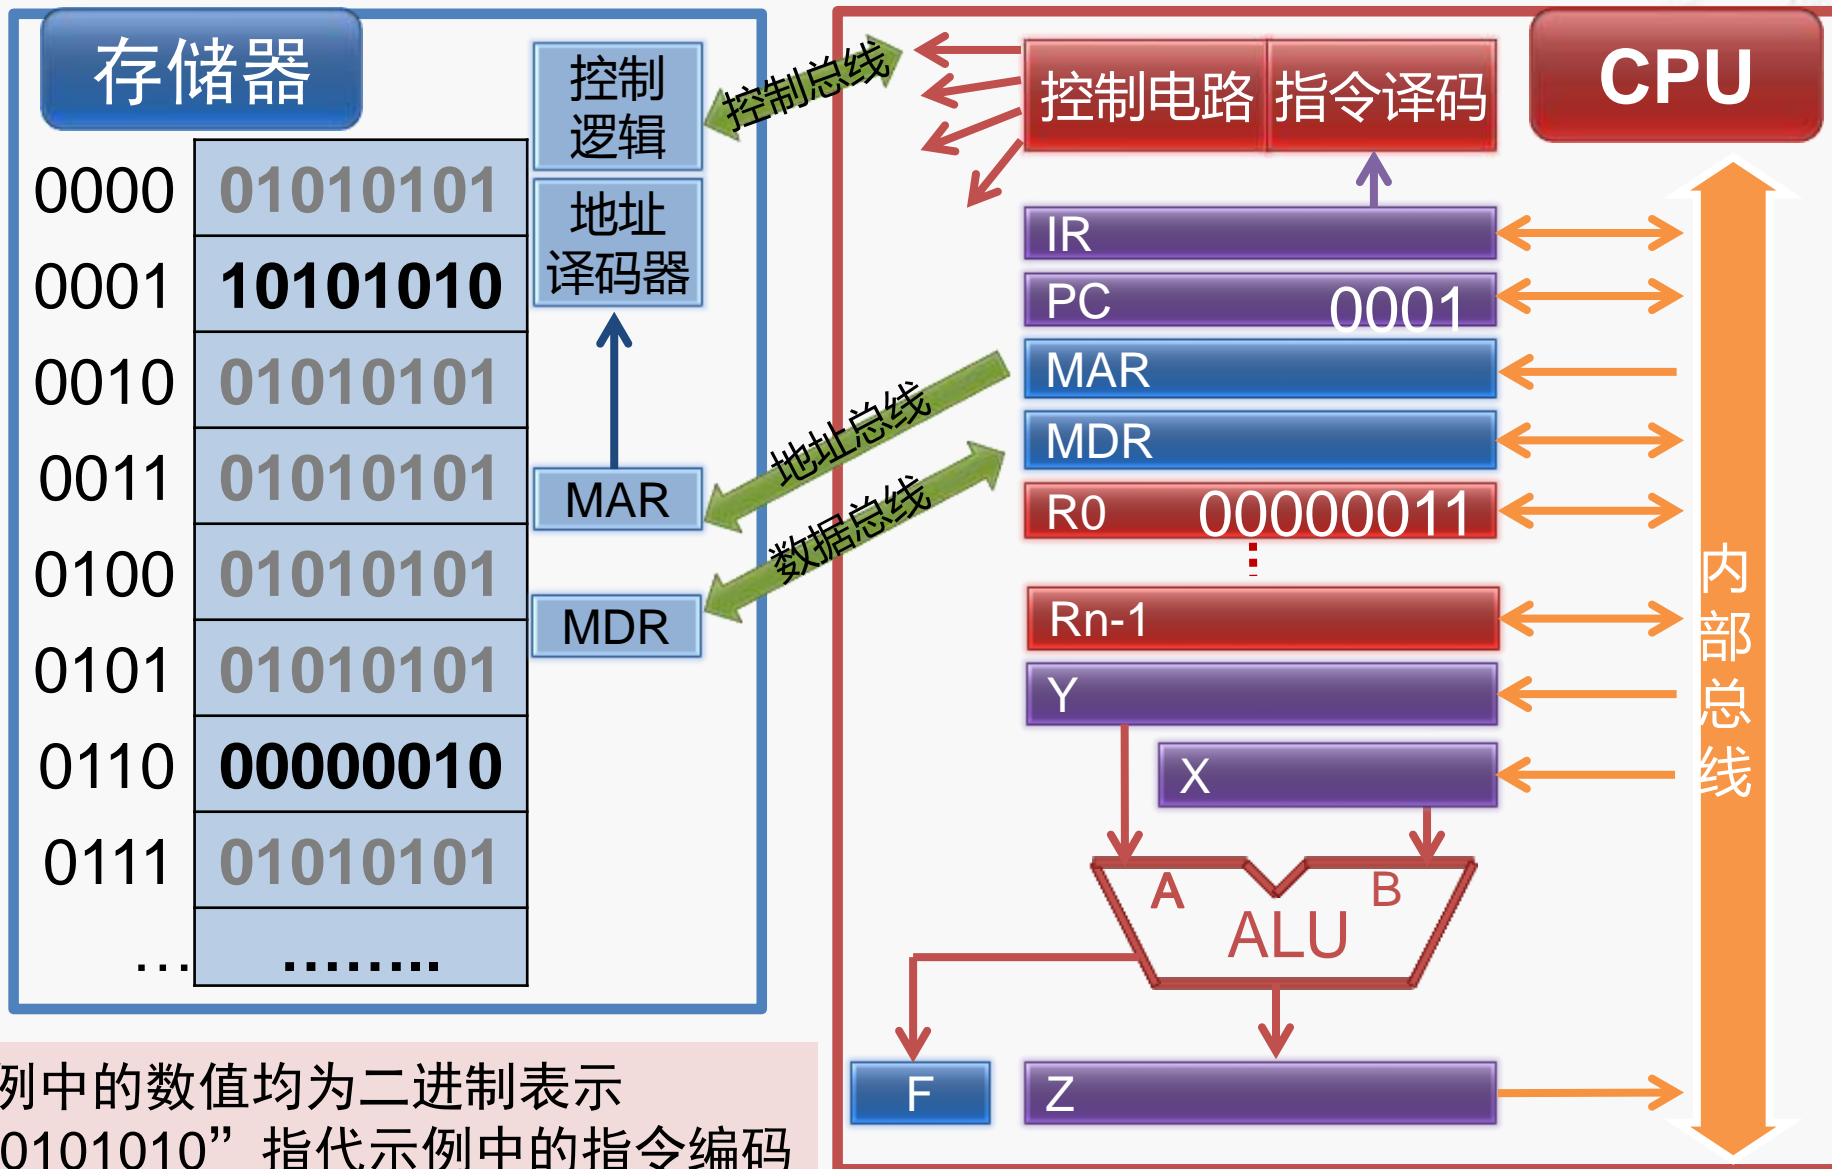 存储器
控制
逻辑
地址
译码器
0000 01010101
0001 10101010
0010 01010101
0011 01010101
0100 01010101
0101 01010101
0110 00000010
0111 01010101
... ........
MAR
MDR
控制总线
地址总线
数据总线
CPU
控制电路 指令译码
IR
PC 0001
MAR
MDR
R0 00000011
Rn-1
Y
X
A B
ALU
F Z
内
部
总
线
例中的数值均为二进制表示
0101010”指代示例中的指令编码